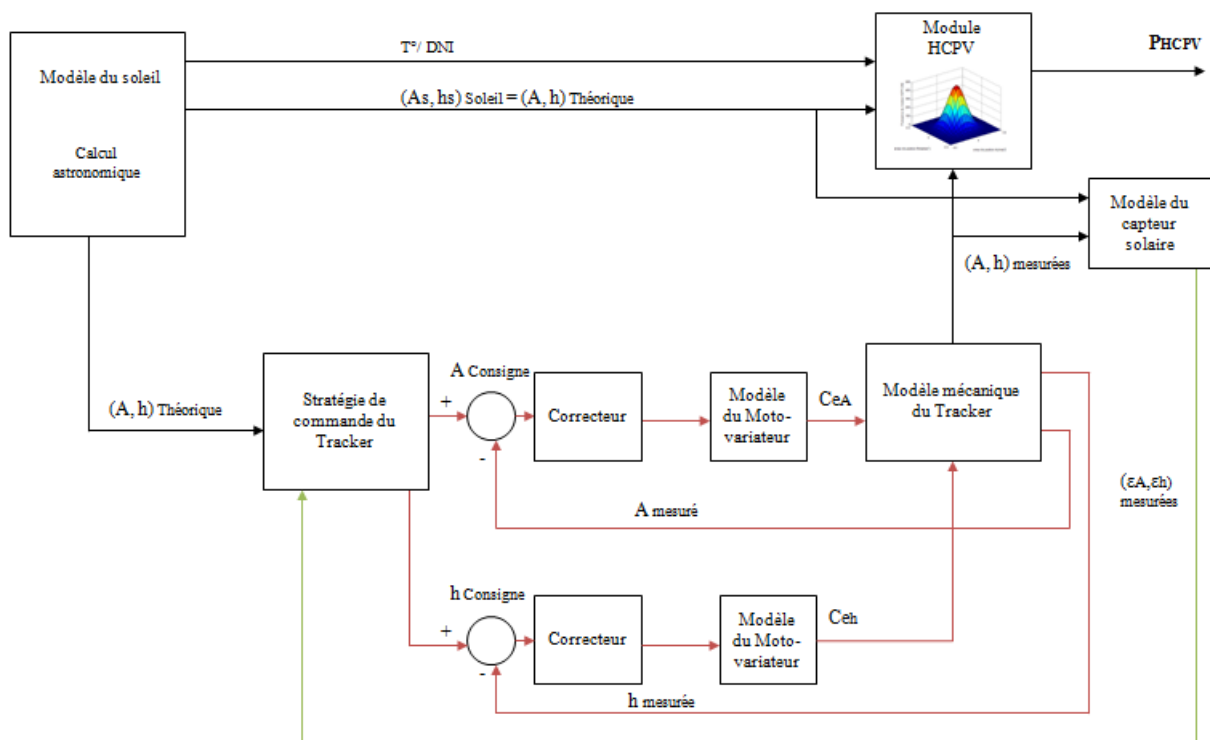 Modèle du soleil
Calcul
astronomique
T°/ DNI
(As, hs) Soleil = (A, h) Théorique
Module
HCPV
PHCPV
Modèle du
capteur
solaire
(A, h) mesurées
(A, h) Théorique
Stratégie de
commande du
Tracker
A Consigne
+
-
Correcteur
Modèle
du Moto-
variateur
CeA
Modèle mécanique
du Tracker
A mesuré
(εA,εh)
mesurées
h Consigne
+
-
Correcteur
Modèle
du Moto-
variateur
Ceh
h mesurée